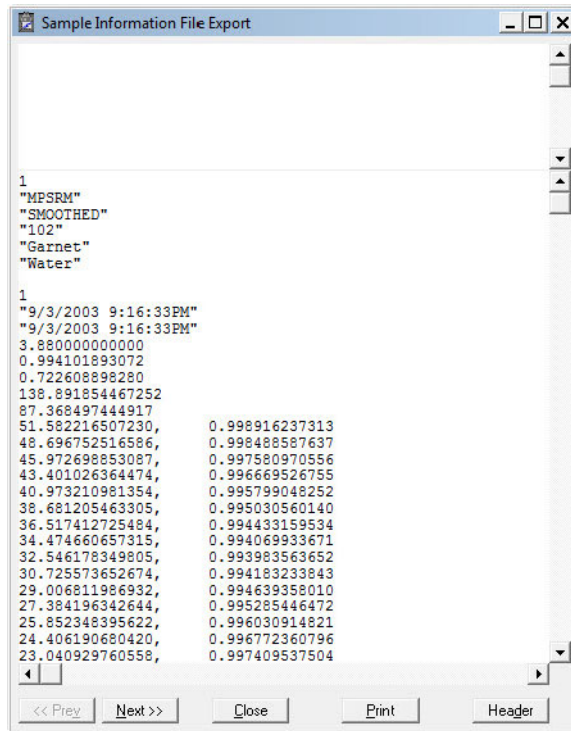 Sample Information File Export
1
"MPSRM"
"SMOOTHED"
"102"
"Garnet"
"Water"
1
"9/3/2003 9:16:33PM"
"9/3/2003 9:16:33PM"
3.880000000000
0.994101893072
0.722608898280
138.891854467252
87.368497444917
51.582216507230, 0.998916237313
48.696752516586, 0.998488587637
45.972698853087, 0.997580970556
43.401026364474, 0.996669526755
40.973210981354, 0.995799048252
38.681205463305, 0.995030560140
36.517412725484, 0.994433159534
34.474660657315, 0.994069933671
32.546178349805, 0.993983563652
30.725573652674, 0.994183233843
29.006811986932, 0.994639358010
27.384196342644, 0.995285446472
25.852348395622, 0.996030914821
24.406190680420, 0.996772360796
23.040929760558, 0.997409537504
<< Prev Next >> Close Print Header